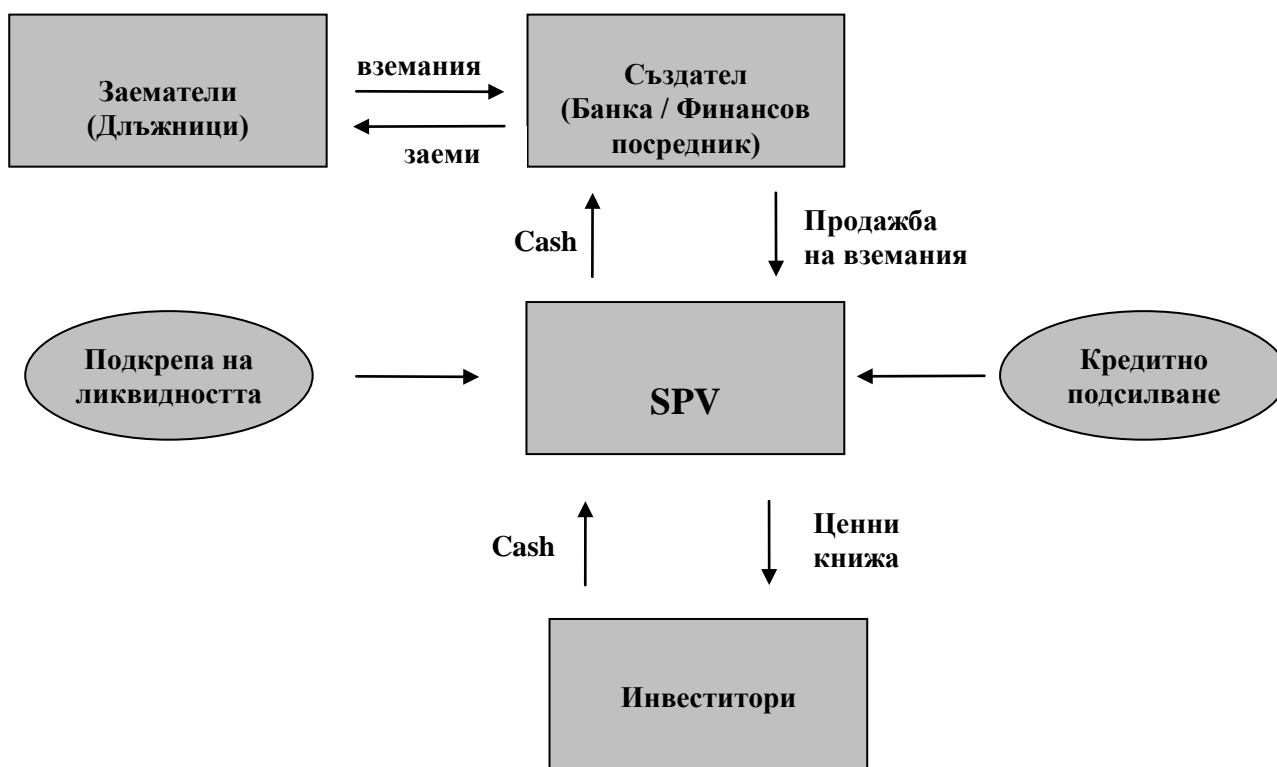 Заематели
(Длъжници)
вземания
заеми
Създател
(Банка / Финансов
посредник)
Cash
Продажба
на вземания
Подкрепа на
ликвидността
SPV
Кредитно
подсилване
Cash
Ценни
книжа
Инвеститори